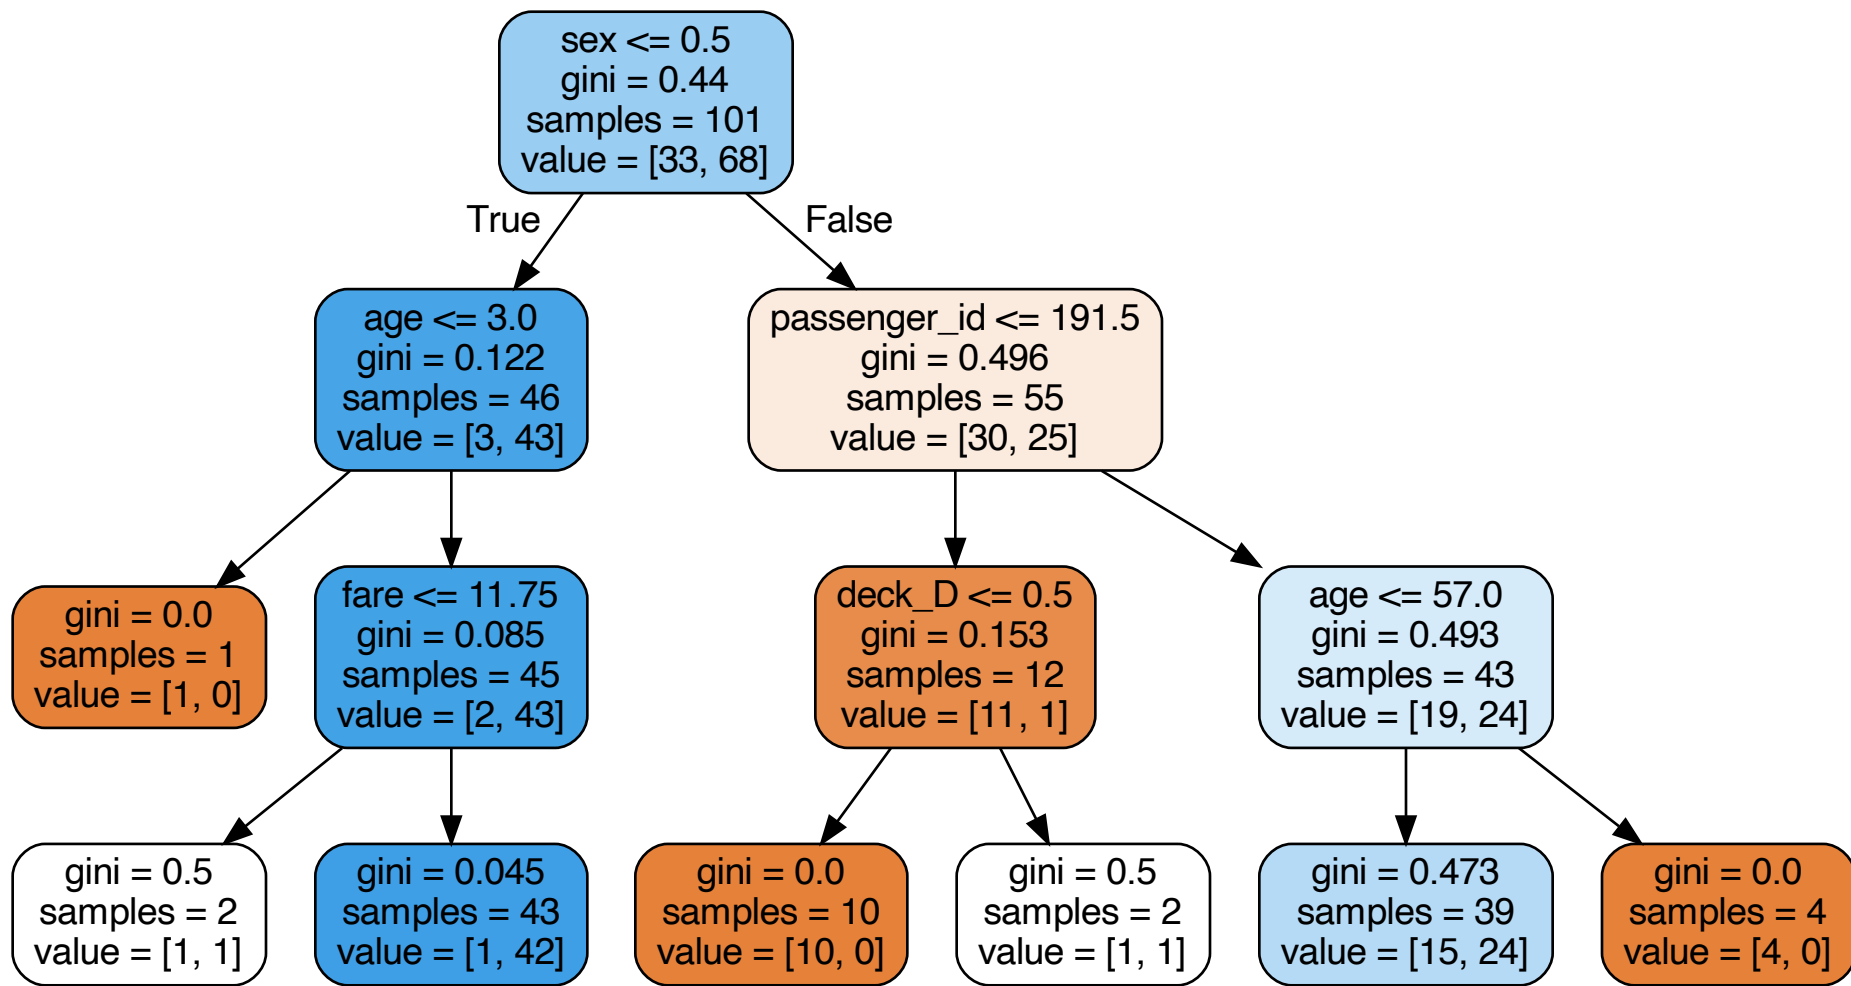 sex <= 0.5
gini = 0.44
samples = 101
value = [33, 68]
True
False
age <= 3.0
gini = 0.122
samples = 46
value = [3, 43]
passenger_id <= 191.5
gini = 0.496
samples = 55
value = [30, 25]
gini = 0.0
samples = 1
value = [1, 0]
fare <= 11.75
gini = 0.085
samples = 45
value = [2, 43]
deck_D <= 0.5
gini = 0.153
samples = 12
value = [11, 1]
age <= 57.0
gini = 0.493
samples = 43
value = [19, 24]
gini = 0.5
samples = 2
value = [1, 1]
gini = 0.045
samples = 43
value = [1, 42]
gini = 0.0
samples = 10
value = [10, 0]
gini = 0.5
samples = 2
value = [1, 1]
gini = 0.473
samples = 39
value = [15, 24]
gini = 0.0
samples = 4
value = [4, 0]